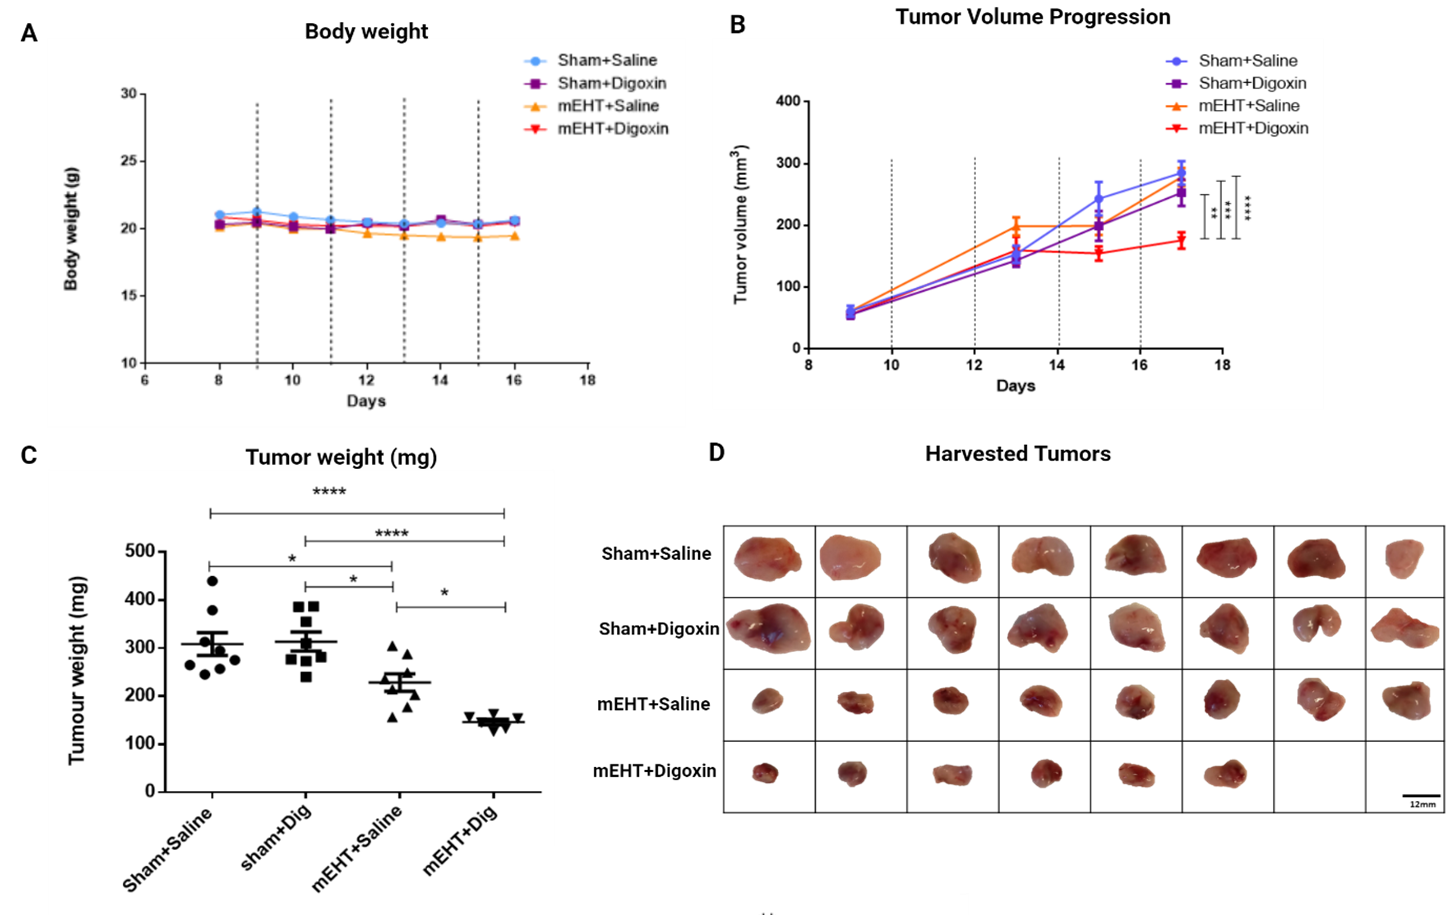 A
Body weight
Sham+Saline
Sham+Digoxin
mEHT+Saline
mEHT+Digoxin
30
25
20
15
10
Body weight (g)
6
8
10
12
14
16
18
Days
B
Tumor Volume Progression
Sham+Saline
Sham+Digoxin
mEHT+Saline
mEHT+Digoxin
400
300
200
100
0
Tumor volume (mm³)
8
10
12
14
16
18
Days
**
***
****
C
Tumor weight (mg)
****
****
*
*
*
500
400
300
200
100
0
Tumour weight (mg)
Sham+Saline
sham+Dig
mEHT+Saline
mEHT+Dig
D
Harvested Tumors
Sham+Saline
Sham+Digoxin
mEHT+Saline
mEHT+Digoxin
12mm